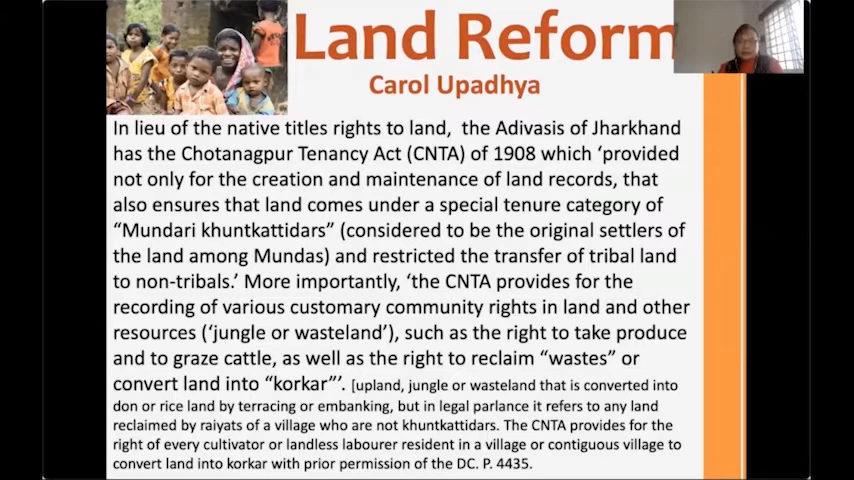 Land Reform
Carol Upadhya
In lieu of the native titles rights to land,  the Adivasis of Jharkhand
has the Chotanagpur Tenancy Act (CNTA) of 1908 which ‘provided
not only for the creation and maintenance of land records, that
also ensures that land comes under a special tenure category of
“Mundari khuntkattidars” (considered to be the original settlers of
the land among Mundas) and restricted the transfer of tribal land
to non-tribals.’ More importantly, ‘the CNTA provides for the
recording of various customary community rights in land and other
resources (‘jungle or wasteland’), such as the right to take produce
and to graze cattle, as well as the right to reclaim “wastes” or
convert land into “korkar”’. [upland, jungle or wasteland that is converted into
don or rice land by terracing or embanking, but in legal parlance it refers to any land
reclaimed by raiyats of a village who are not khuntkattidars. The CNTA provides for the
right of every cultivator or landless labourer resident in a village or contiguous village to
convert land into korkar with prior permission of the DC. P. 4435.